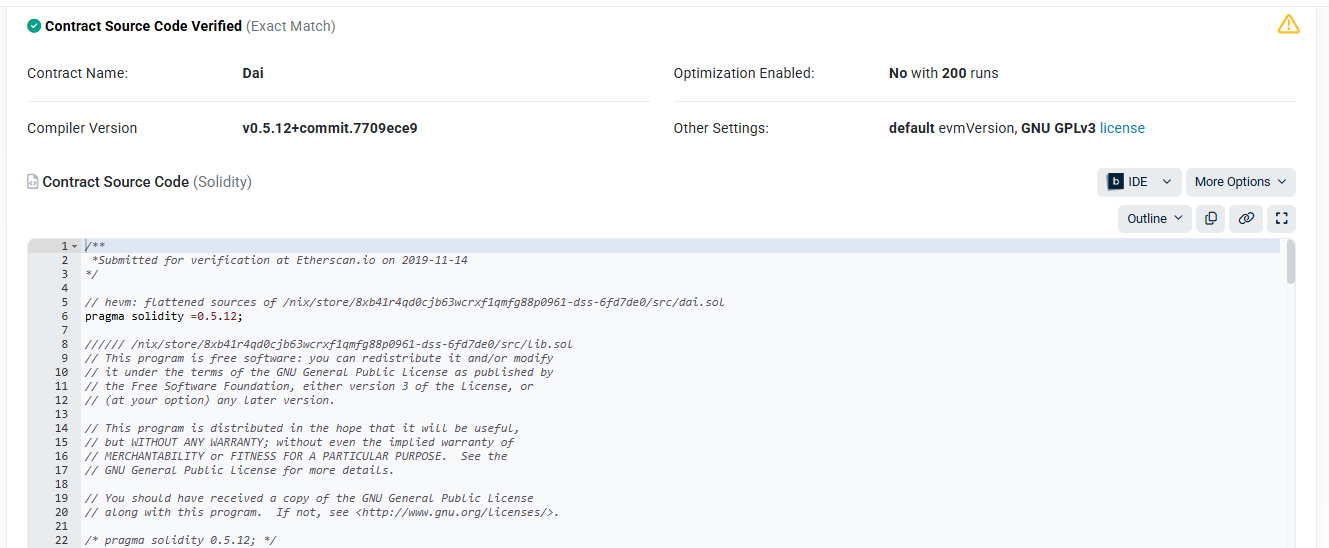 Contract Source Code Verified (Exact Match)
Contract Name: Dai
Optimization Enabled: No with 200 runs
Compiler Version v0.5.12+commit.7709ece9
Other Settings: default evmVersion, GNU GPLv3 license
Contract Source Code (Solidity)
b IDE More Options
Outline
1 /**
2 *Submitted for verification at Etherscan.io on 2019-11-14
3 */
4
5 // hevm: flattened sources of /nix/store/8xb41r4qd0cjb63wcrxf1qmfg88p0961-dss-6fd7de0/src/dai.sol
6 pragma solidity =0.5.12;
7
8 ////// /nix/store/8xb41r4qd0cjb63wcrxf1qmfg88p0961-dss-6fd7de0/src/lib.sol
9 // This program is free software: you can redistribute it and/or modify
10 // it under the terms of the GNU General Public License as published by
11 // the Free Software Foundation, either version 3 of the License, or
12 // (at your option) any later version.
13
14 // This program is distributed in the hope that it will be useful,
15 // but WITHOUT ANY WARRANTY; without even the implied warranty of
16 // MERCHANTABILITY or FITNESS FOR A PARTICULAR PURPOSE.  See the
17 // GNU General Public License for more details.
18
19 // You should have received a copy of the GNU General Public License
20 // along with this program.  If not, see <http://www.gnu.org/licenses/>.
21
22 /* pragma solidity 0.5.12; */